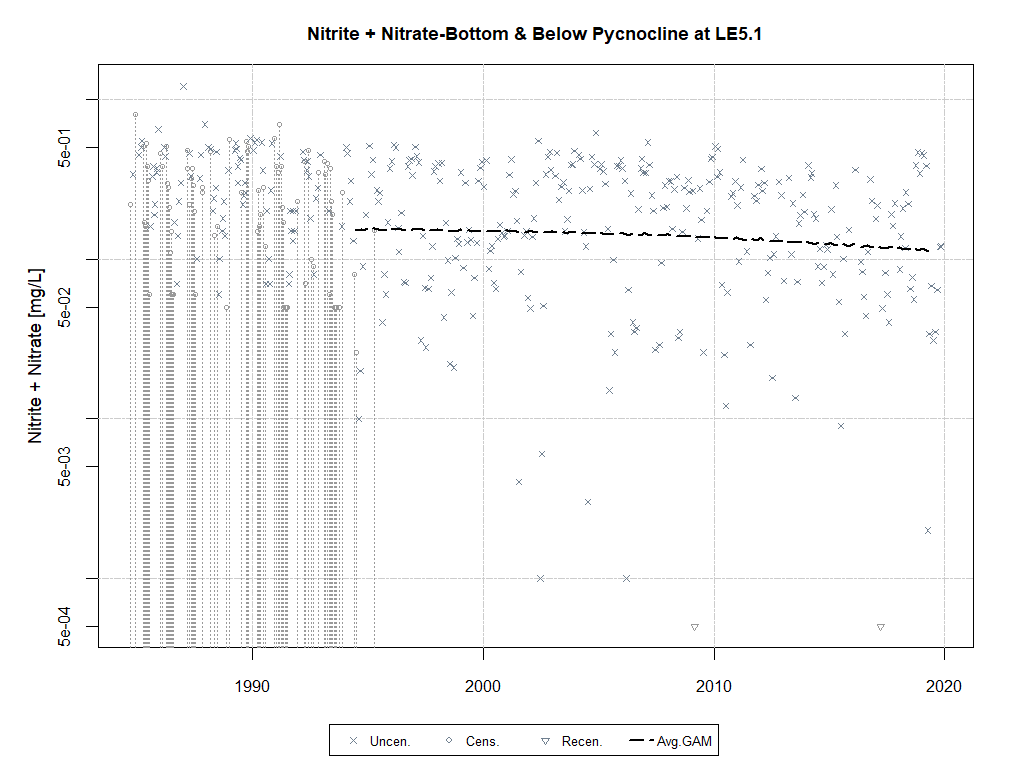 Nitrite + Nitrate-Bottom & Below Pycnocline at LE5.1
Nitrite + Nitrate [mg/L]
5e-01
5e-02
5e-03
5e-04
1990 2000 2010 2020
Uncen. Cens. Recen. Avg.GAM